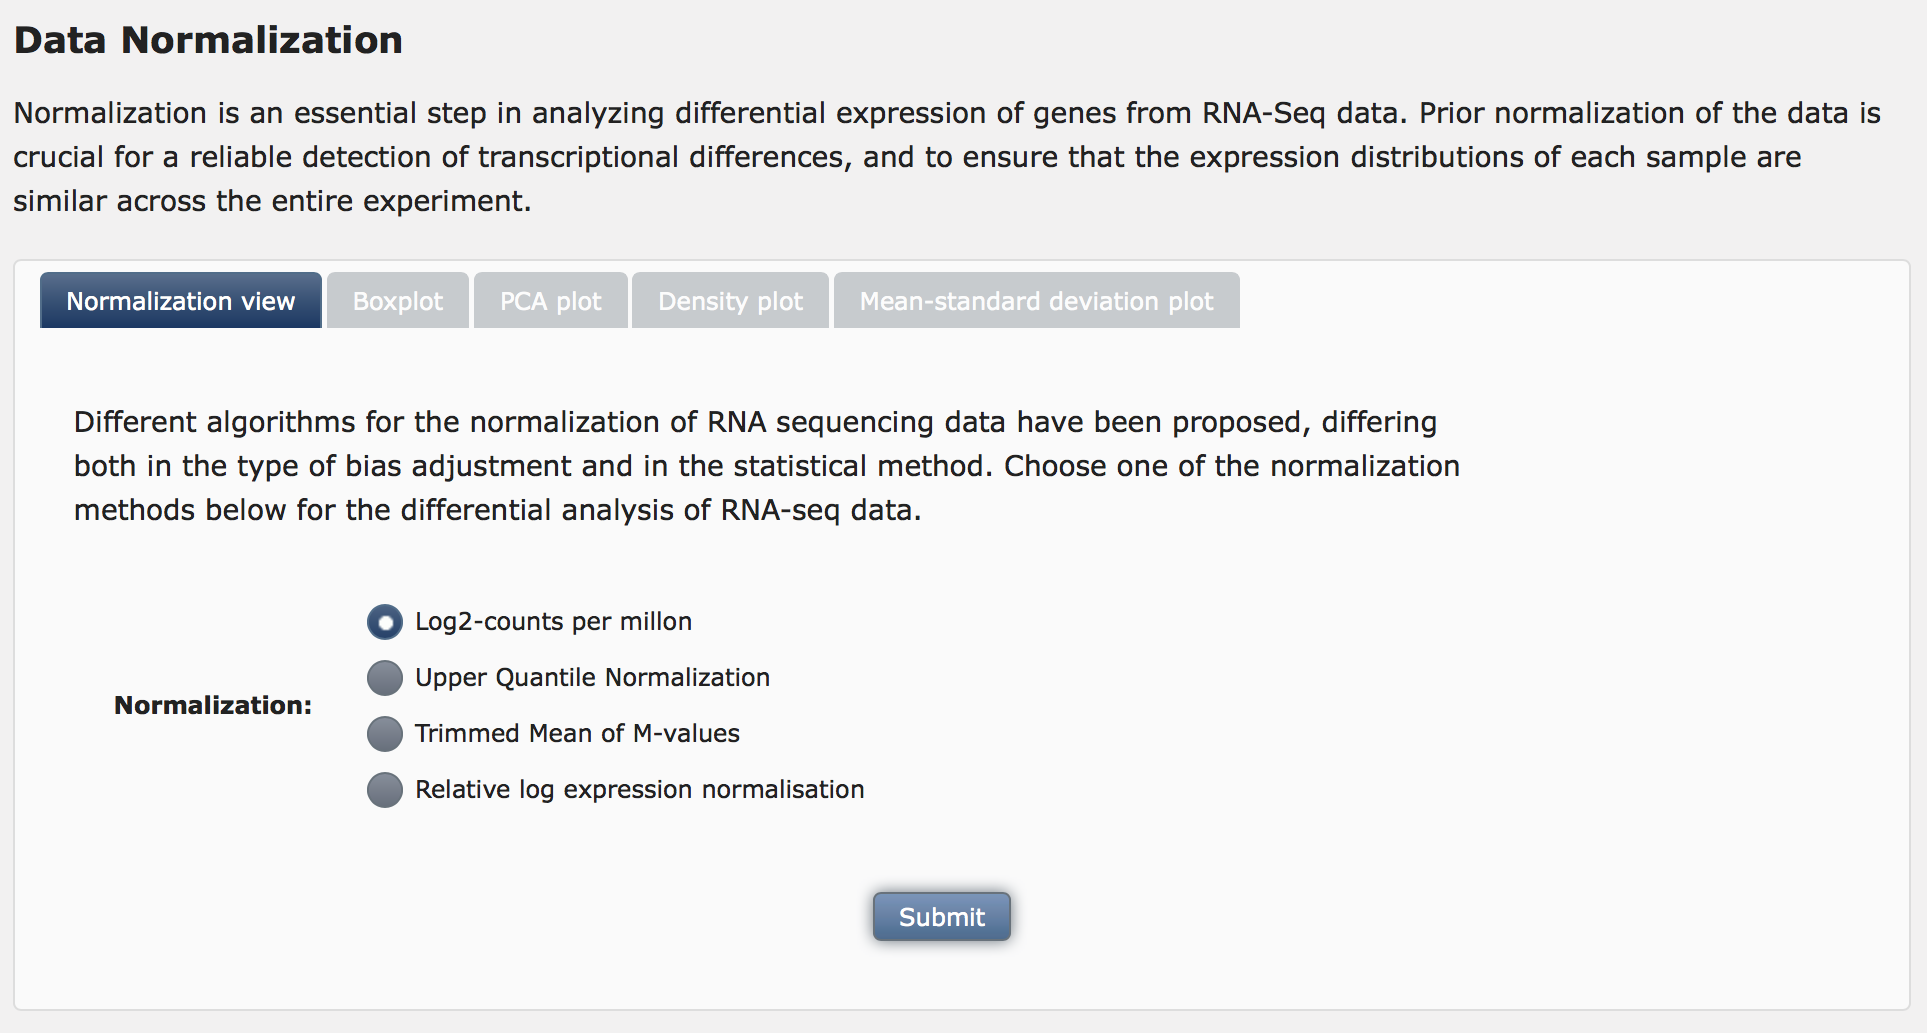 Data Normalization
Normalization is an essential step in analyzing differential expression of genes from RNA-Seq data. Prior normalization of the data is
crucial for a reliable detection of transcriptional differences, and to ensure that the expression distributions of each sample are
similar across the entire experiment.
Normalization view Boxplot PCA plot Density plot Mean-standard deviation plot
Different algorithms for the normalization of RNA sequencing data have been proposed, differing
both in the type of bias adjustment and in the statistical method. Choose one of the normalization
methods below for the differential analysis of RNA-seq data.
Normalization:
Log2-counts per millon
Upper Quantile Normalization
Trimmed Mean of M-values
Relative log expression normalisation
Submit